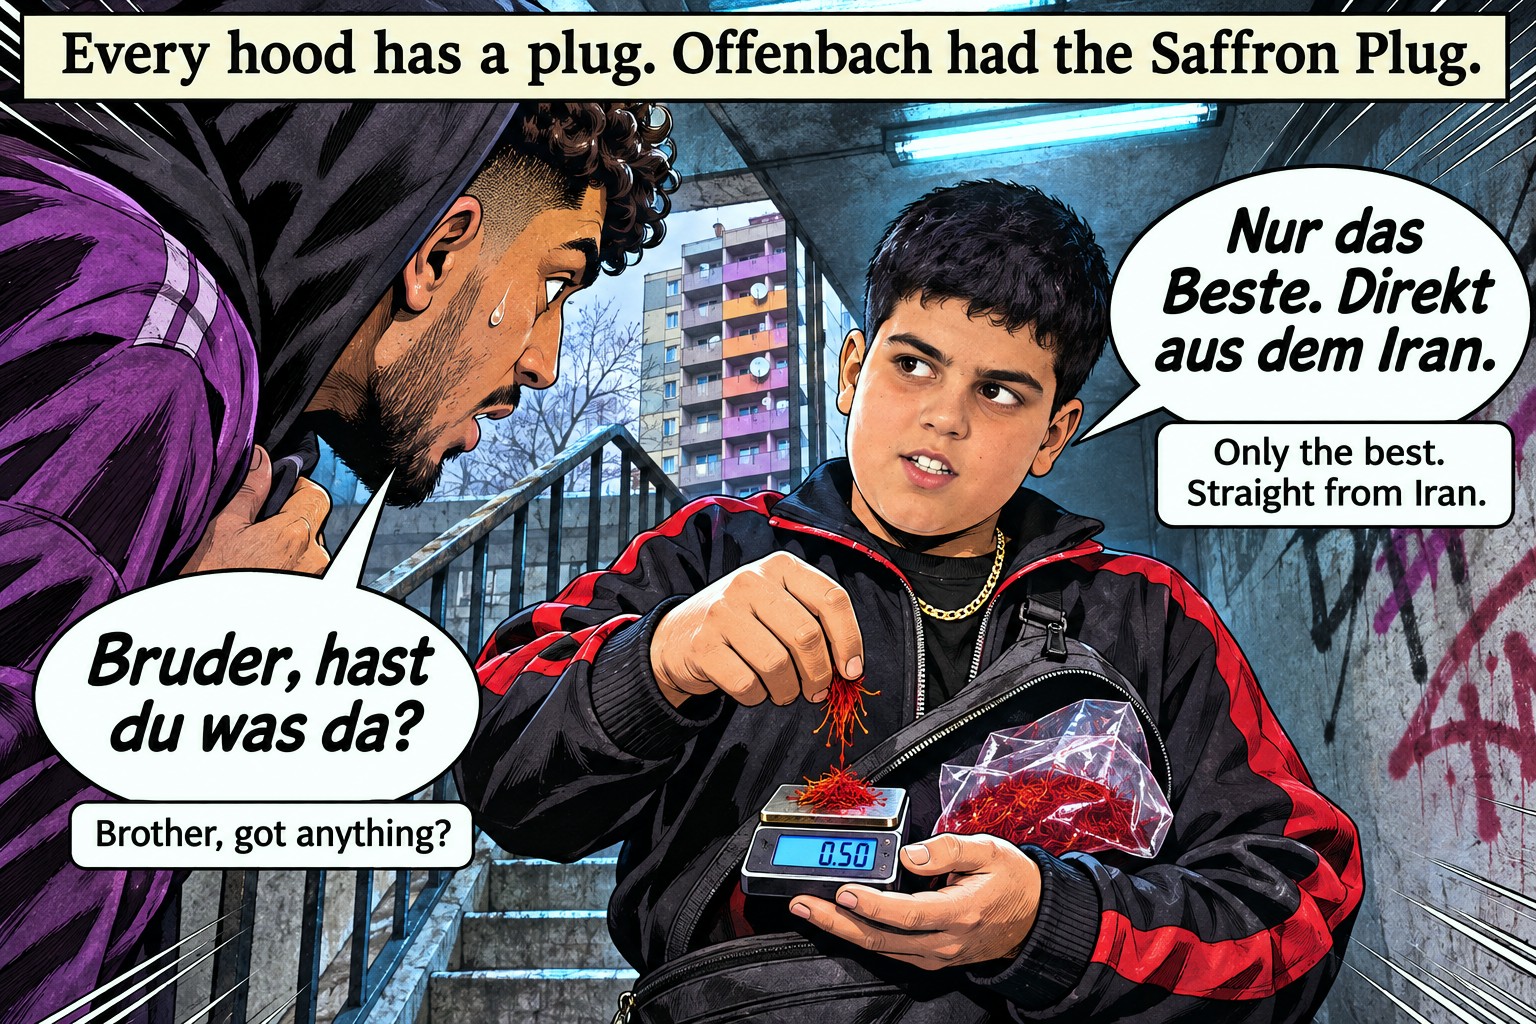 Every hood has a plug. Offenbach had the Saffron Plug.
Nur das
Beste. Direkt
aus dem Iran.
Only the best.
Straight from Iran.
Bruder, hast
du was da?
Brother, got anything?
0.50